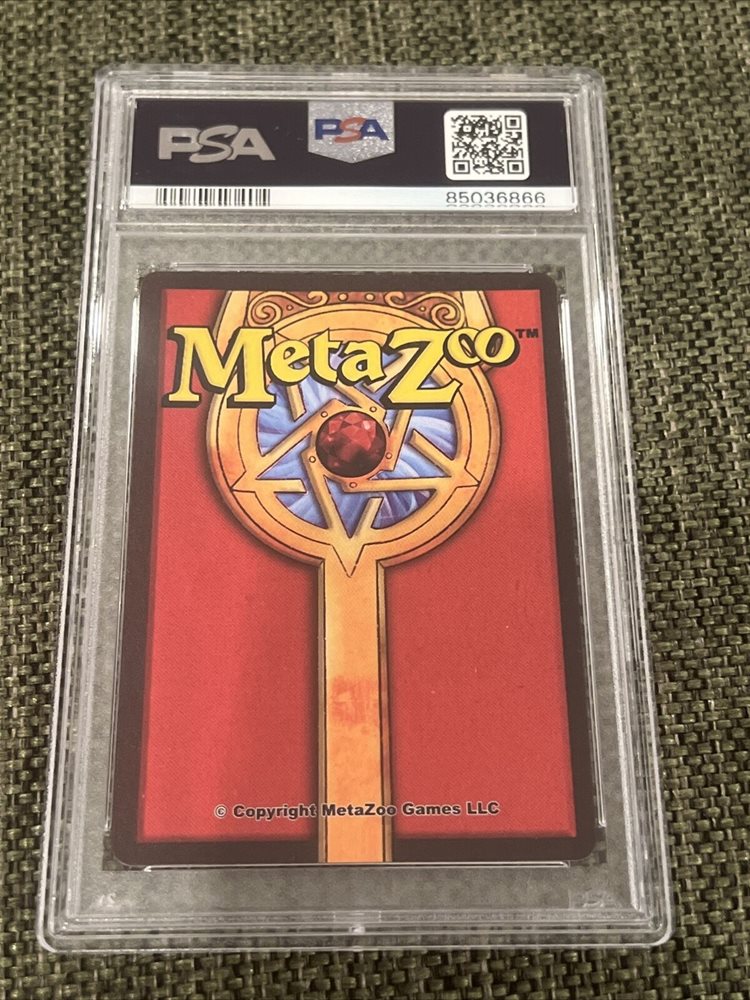 PSA
PSA
85036866
MetaZoo™
© Copyright MetaZoo Games LLC